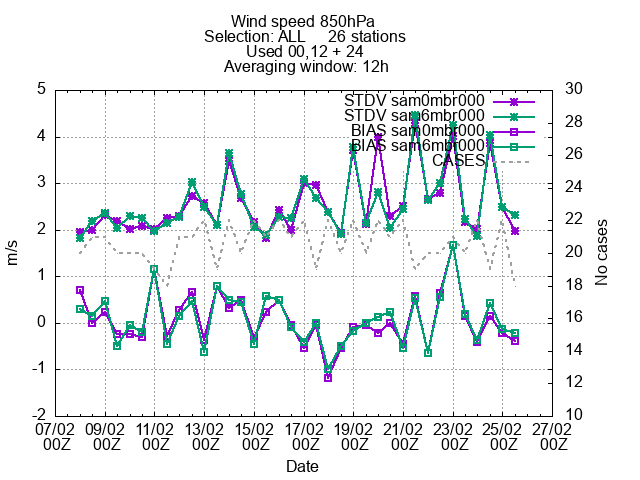 Wind speed 850hPa
Selection: ALL 26 stations
Used 00,12 + 24
Averaging window: 12h
STDV sam0mbr000
STDV sam6mbr000
BIAS sam0mbr000
BIAS sam6mbr000
CASES
m/s
5
4
3
2
1
0
-1
-2
No cases
30
28
26
24
22
20
18
16
14
12
10
07/02 09/02 11/02 13/02 15/02 17/02 19/02 21/02 23/02 25/02 27/02
00Z 00Z 00Z 00Z 00Z 00Z 00Z 00Z 00Z 00Z 00Z
Date